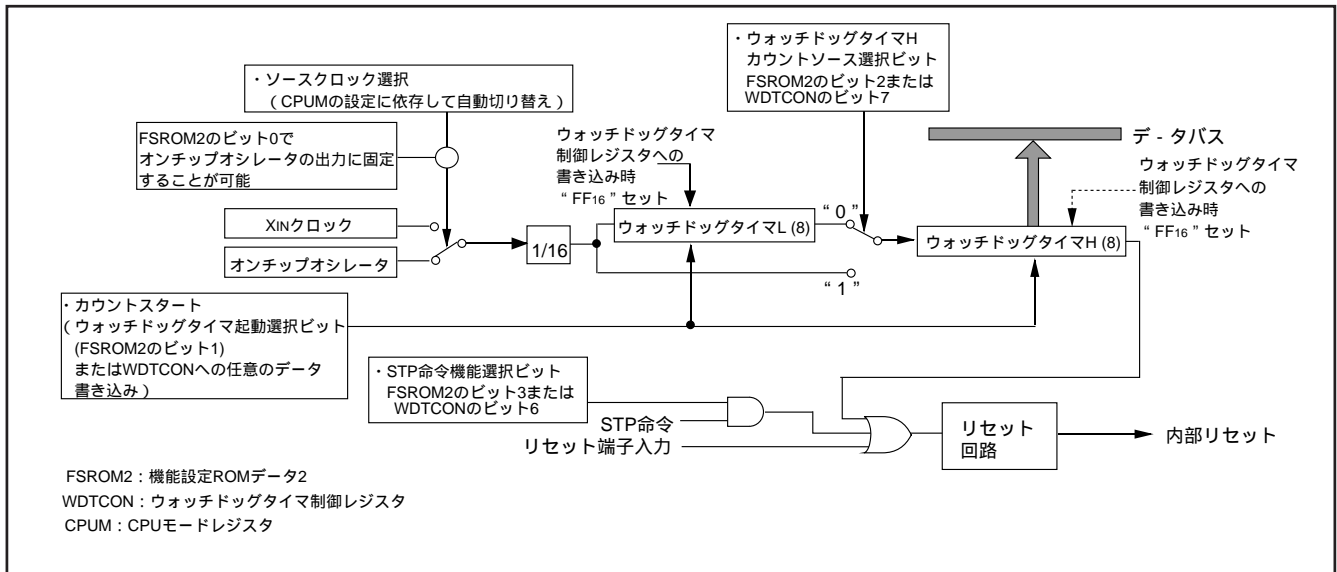 ・ウォッチドッグタイマH
カウントソース選択ビット
FSROM2のビット2または
WDTCONのビット7
・ソースクロック選択
（CPUMの設定に依存して自動切り替え）
FSROM2のビット0で
オンチップオシレータの出力に固定
することが可能
ウォッチドッグタイマ
制御レジスタへの
書き込み時
“ FF16 ” セット
デ - タバス
ウォッチドッグタイマ
制御レジスタへの
書き込み時
“ FF16 ” セット
XINクロック
オンチップオシレータ
1/16
ウォッチドッグタイマL (8)
“ 0 ”
“ 1 ”
ウォッチドッグタイマH (8)
・カウントスタート
（ウォッチドッグタイマ起動選択ビット
(FSROM2のビット1)
またはWDTCONへの任意のデータ
書き込み）
・STP命令機能選択ビット
FSROM2のビット3または
WDTCONのビット6
STP命令
リセット端子入力
リセット
回路
内部リセット
FSROM2：機能設定ROMデータ2
WDTCON：ウォッチドッグタイマ制御レジスタ
CPUM：CPUモードレジスタ